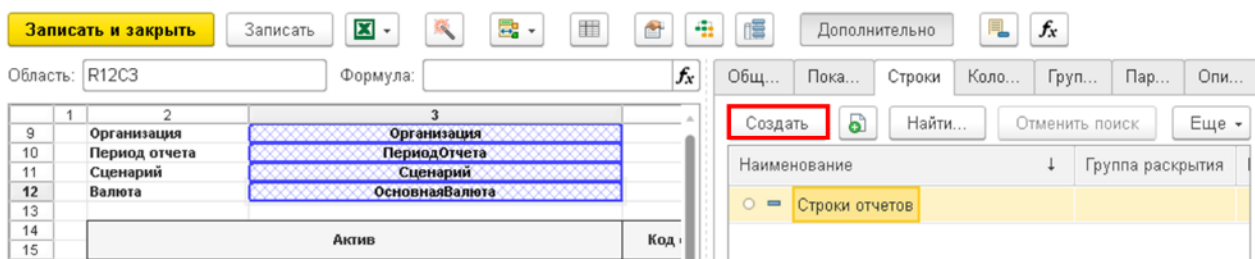 Записать и закрыть Записать Дополнительно fx
Область: R12C3 Формула: fx
Общ... Пока... Строки Коло... Груп... Пар... Опи...
Создать Найти... Отменить поиск Еще
Наименование ↓ Группа раскрытия
Строки отчетов
1 2 3
9 Организация Организация
10 Период отчета ПериодОтчета
11 Сценарий Сценарий
12 Валюта ОсновнаяВалюта
13
14
15
Актив Код